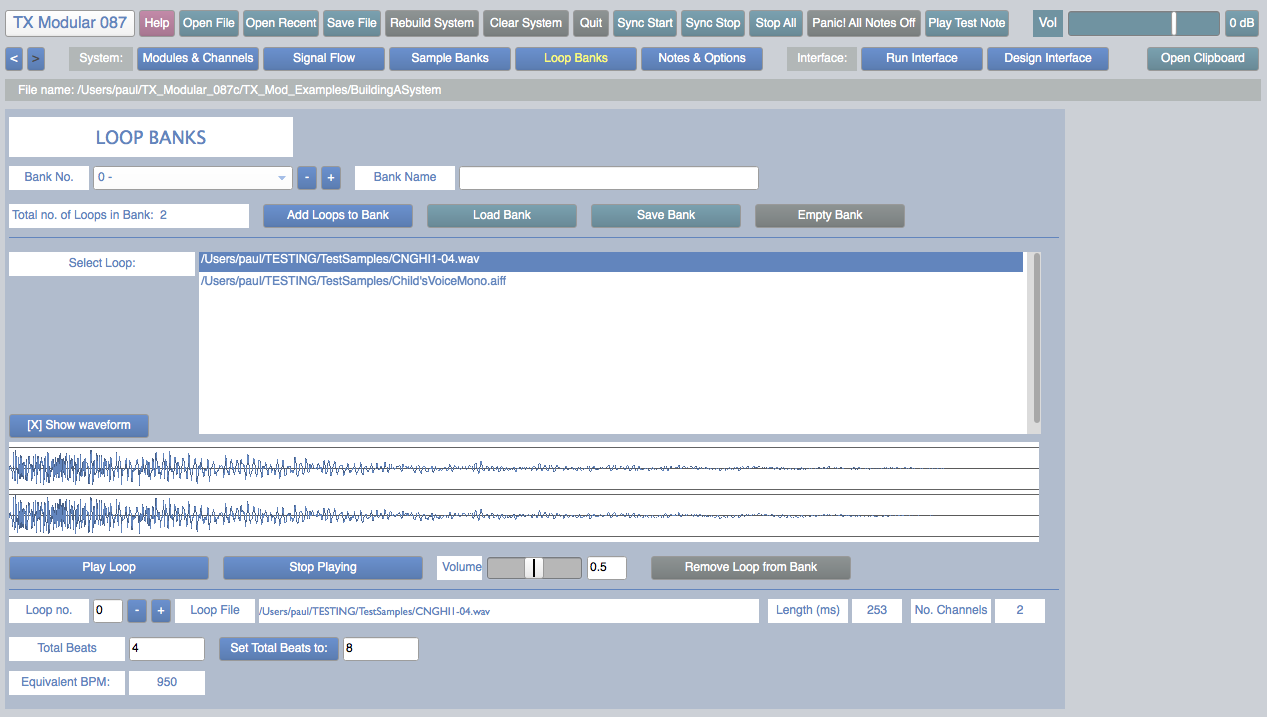 TX Modular 087 Help Open File Open Recent Save File Rebuild System Clear System Quit Sync Start Sync Stop Stop All Panic! All Notes Off Play Test Note Vol 0 dB
< > System: Modules & Channels Signal Flow Sample Banks Loop Banks Notes & Options Interface: Run Interface Design Interface Open Clipboard
File name: /Users/paul/TX_Modular_087c/TX_Mod_Examples/BuildingASystem
LOOP BANKS
Bank No. 0 - - + Bank Name
Total no. of Loops in Bank: 2 Add Loops to Bank Load Bank Save Bank Empty Bank
Select Loop: /Users/paul/TESTING/TestSamples/CNGHI1-04.wav
/Users/paul/TESTING/TestSamples/Child'sVoiceMono.aiff
[X] Show waveform
Play Loop Stop Playing Volume 0.5 Remove Loop from Bank
Loop no. 0 - + Loop File /Users/paul/TESTING/TestSamples/CNGHI1-04.wav Length (ms) 253 No. Channels 2
Total Beats 4 Set Total Beats to: 8
Equivalent BPM: 950